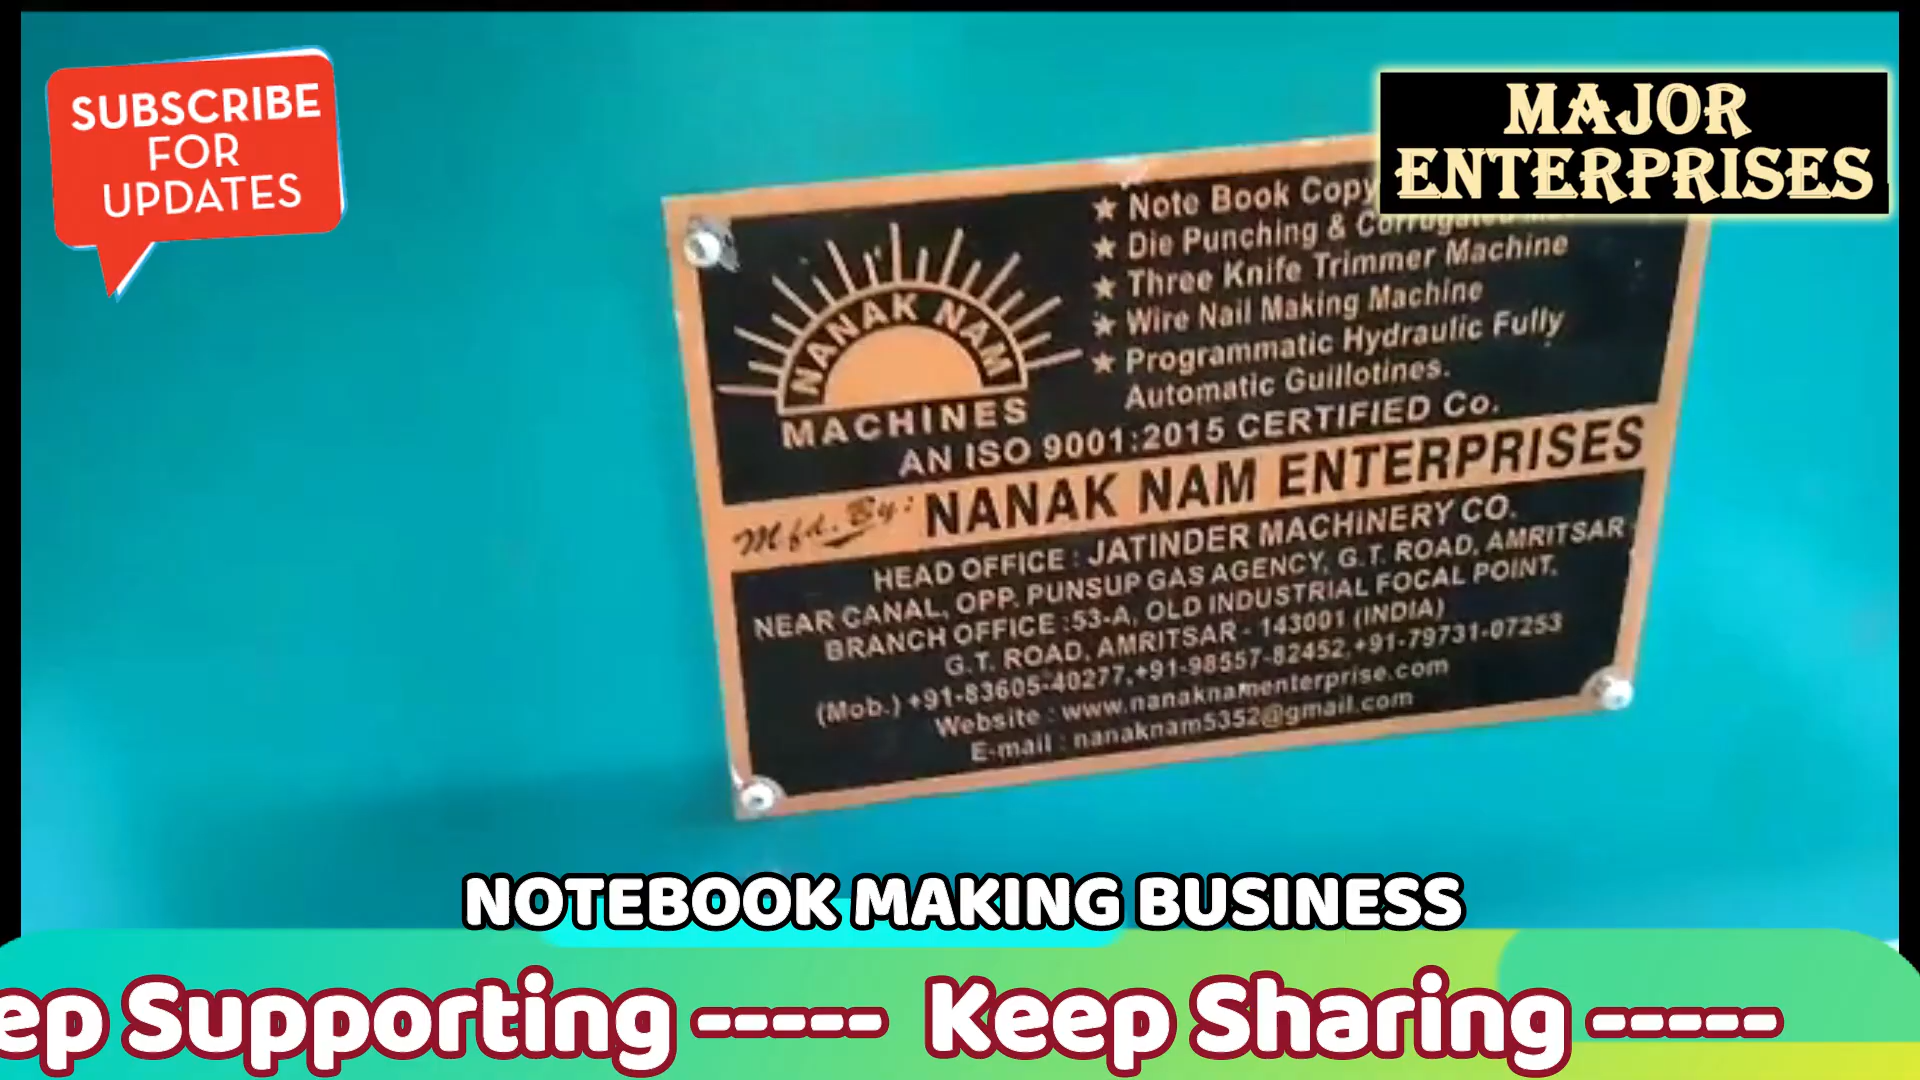 SUBSCRIBE
FOR
UPDATES
MAJOR
ENTERPRISES
★ Note Book Copy
★ Die Punching & Corrugated
★ Three Knife Trimmer Machine
★ Wire Nail Making Machine
★ Programmatic Hydraulic Fully
Automatic Guillotines.
NANAK NAM
MACHINES
AN ISO 9001:2015 CERTIFIED Co.
Mfd. By: NANAK NAM ENTERPRISES
HEAD OFFICE : JATINDER MACHINERY CO.
NEAR CANAL, OPP. PUNSUP GAS AGENCY, G.T. ROAD, AMRITSAR
BRANCH OFFICE :53-A, OLD INDUSTRIAL FOCAL POINT,
G.T. ROAD, AMRITSAR - 143001 (INDIA)
(Mob.) +91-83605-40277,+91-98557-82452,+91-79731-07253
Website : www.nanaknamenterprise.com
E-mail : nanaknam5352@gmail.com
NOTEBOOK MAKING BUSINESS
ep Supporting ----- Keep Sharing -----